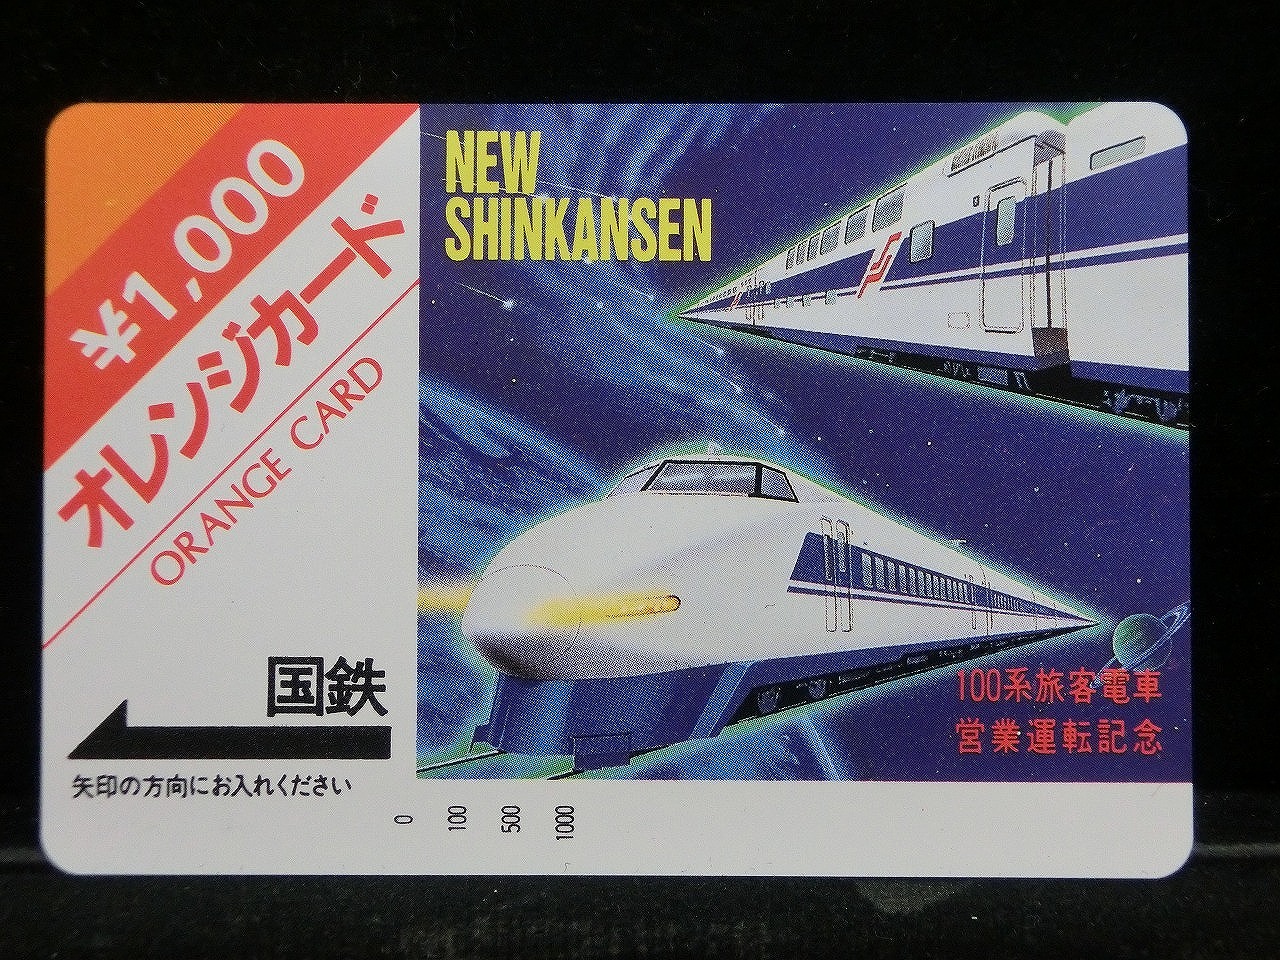 ¥1,000
オレンジカード
ORANGE CARD
国鉄
矢印の方向にお入れください
NEW
SHINKANSEN
100系旅客電車
営業運転記念
0 100 500 1000